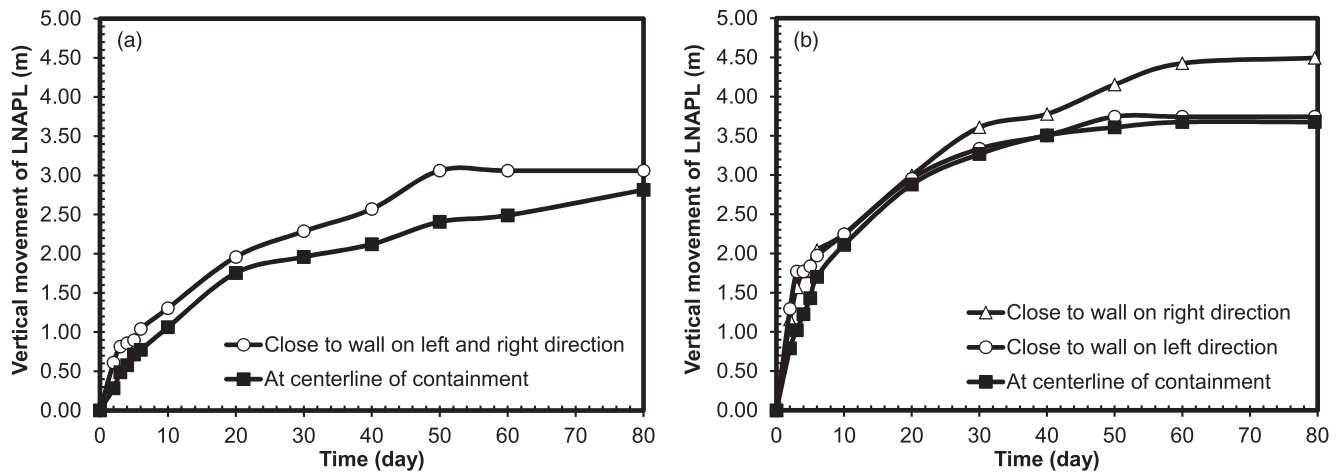 (a)
Vertical movement of LNAPL (m)
5.00
4.50
4.00
3.50
3.00
2.50
2.00
1.50
1.00
0.50
0.00
Close to wall on left and right direction
At centerline of containment
0 10 20 30 40 50 60 70 80
Time (day)
(b)
Vertical movement of LNAPL (m)
5.00
4.50
4.00
3.50
3.00
2.50
2.00
1.50
1.00
0.50
0.00
Close to wall on right direction
Close to wall on left direction
At centerline of containment
0 10 20 30 40 50 60 70 80
Time (day)